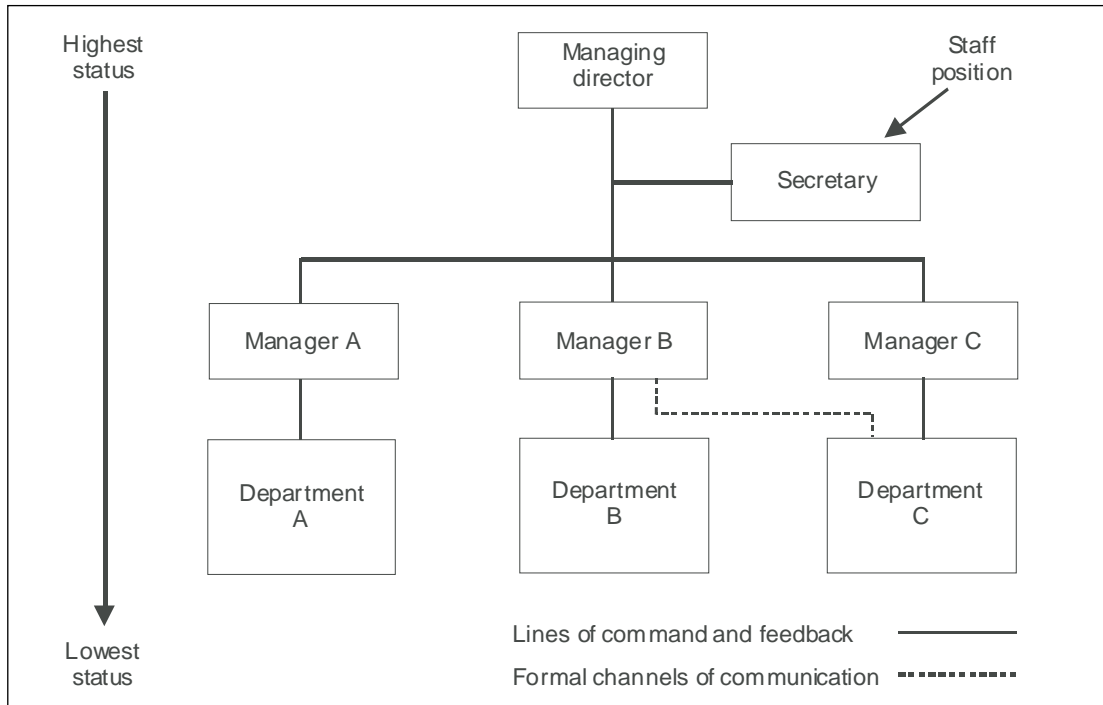 Highest
status
Managing
director
Staff
position
Secretary
Manager A
Manager B
Manager C
Department
A
Department
B
Department
C
Lines of command and feedback
Formal channels of communication
Lowest
status